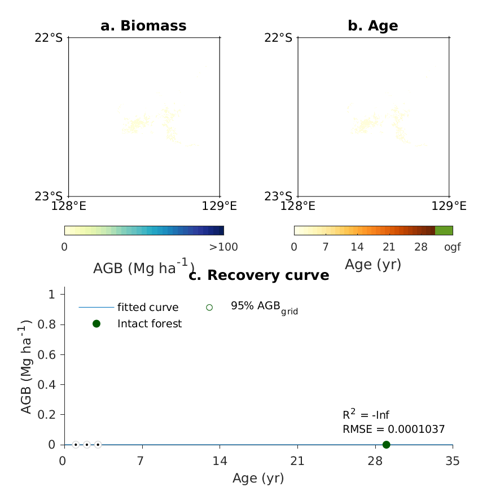 a. Biomass
b. Age
22°S
22°S
23°S
23°S
128°E
129°E
128°E
129°E
0
>100
0
7
14
21
28
ogf
AGB (Mg ha-1)
Age (yr)
c. Recovery curve
AGB (Mg ha-1)
1
0.8
0.6
0.4
0.2
0
fitted curve
95% AGBgrid
Intact forest
R2 = -Inf
RMSE = 0.0001037
0
7
14
21
28
35
Age (yr)